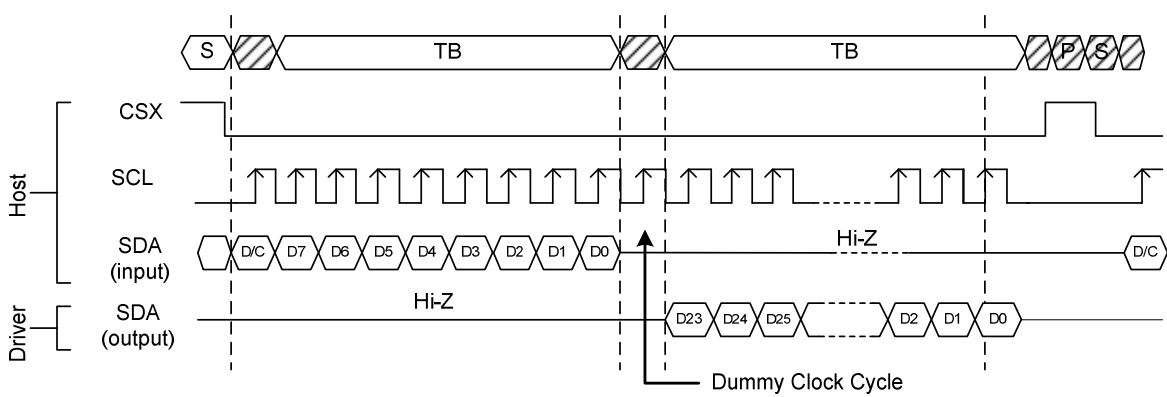 S TB TB P S
Host
CSX
SCL
SDA
(input)
D/C D7 D6 D5 D4 D3 D2 D1 D0 Hi-Z D/C
Driver
SDA
(output)
Hi-Z D23 D24 D25 D2 D1 D0
Dummy Clock Cycle